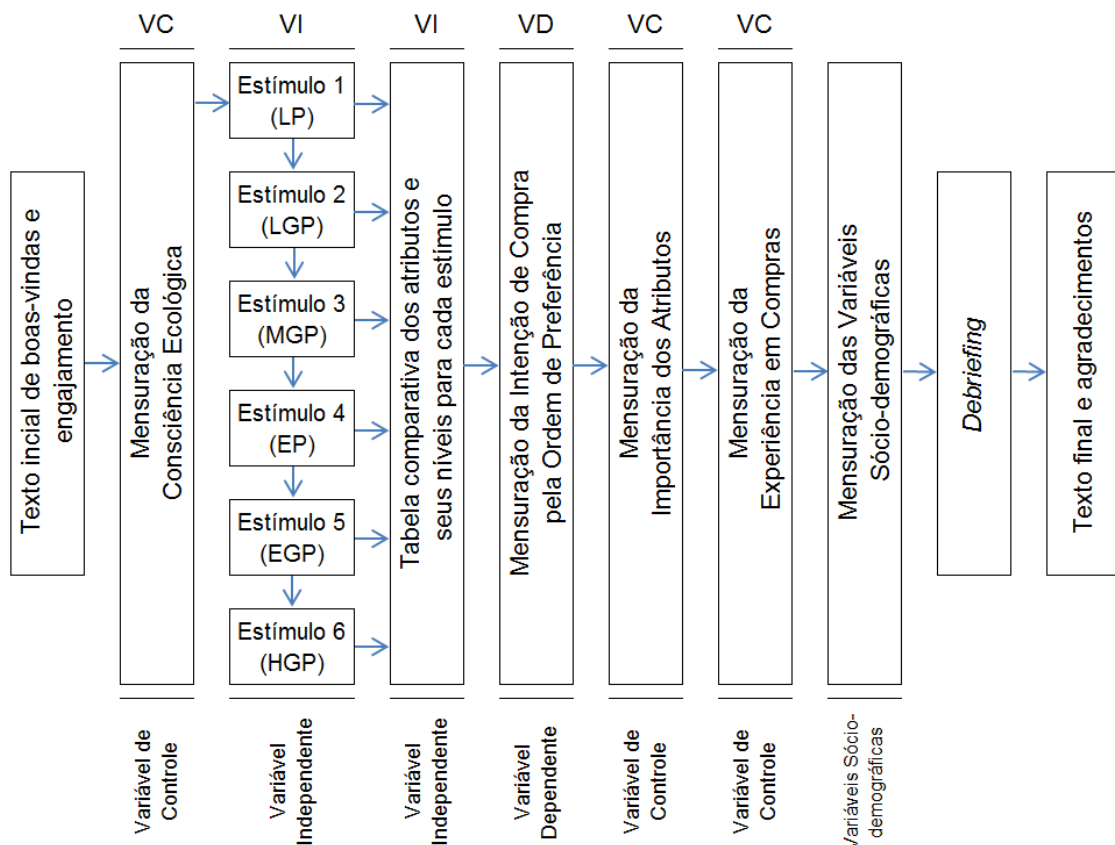 VC
VI
VI
VD
VC
VC
Texto incial de boas-vindas e
engajamento
Mensuração da
Consciência Ecológica
Estímulo 1
(LP)
Estímulo 2
(LGP)
Estímulo 3
(MGP)
Estímulo 4
(EP)
Estímulo 5
(EGP)
Estímulo 6
(HGP)
Tabela comparativa dos atributos e
seus níveis para cada estímulo
Mensuração da Intenção de Compra
pela Ordem de Preferência
Mensuração da
Importância dos Atributos
Mensuração da
Experiência em Compras
Mensuração das Variáveis
Sócio-demográficas
Debriefing
Texto final e agradecimentos
Variável de
Controle
Variável
Independente
Variável
Independente
Variável
Dependente
Variável de
Controle
Variável de
Controle
Variáveis Sócio-
demográficas